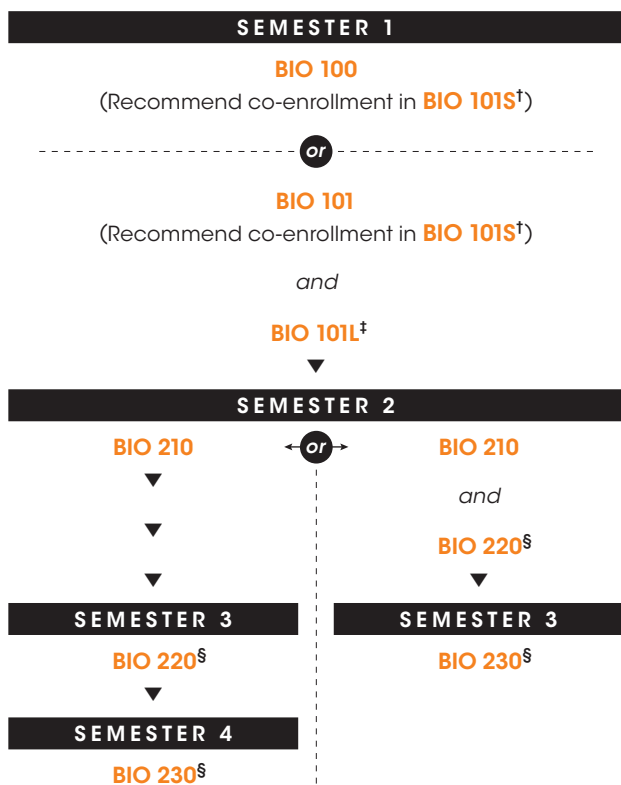 SEMESTER 1
BIO 100
(Recommend co-enrollment in BIO 101S†)
or
BIO 101
(Recommend co-enrollment in BIO 101S†)
and
BIO 101L‡
SEMESTER 2
BIO 210 or BIO 210
and
BIO 220§
SEMESTER 3 SEMESTER 3
BIO 220§ BIO 230§
SEMESTER 4
BIO 230§